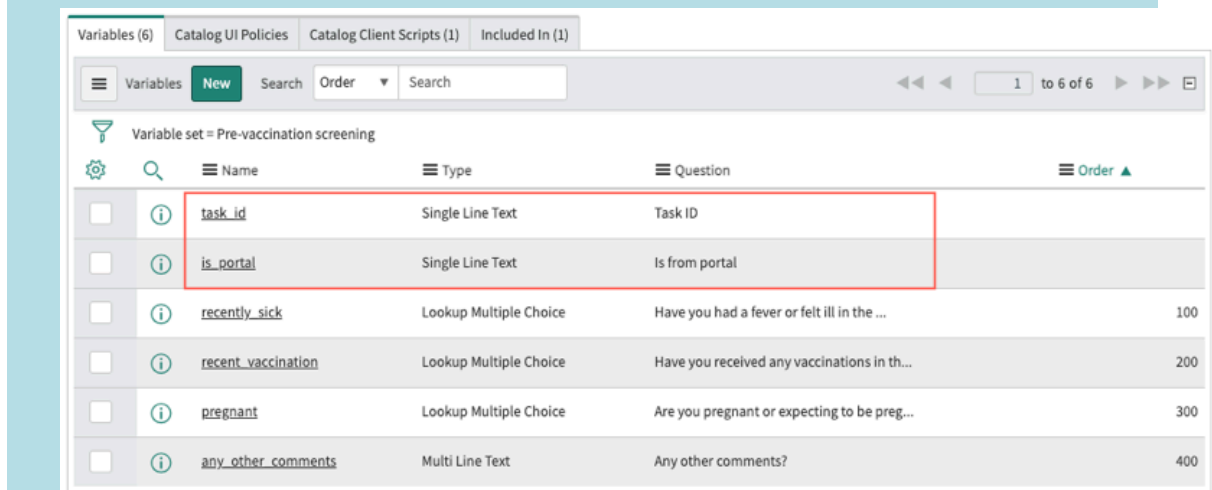 Variables (6) Catalog UI Policies Catalog Client Scripts (1) Included In (1)
Variables New Search Order Search 1 to 6 of 6
Variable set = Pre-vaccination screening
Name Type Question Order
task_id Single Line Text Task ID
is_portal Single Line Text Is from portal
recently_sick Lookup Multiple Choice Have you had a fever or felt ill in the ... 100
recent_vaccination Lookup Multiple Choice Have you received any vaccinations in th... 200
pregnant Lookup Multiple Choice Are you pregnant or expecting to be preg... 300
any_other_comments Multi Line Text Any other comments? 400